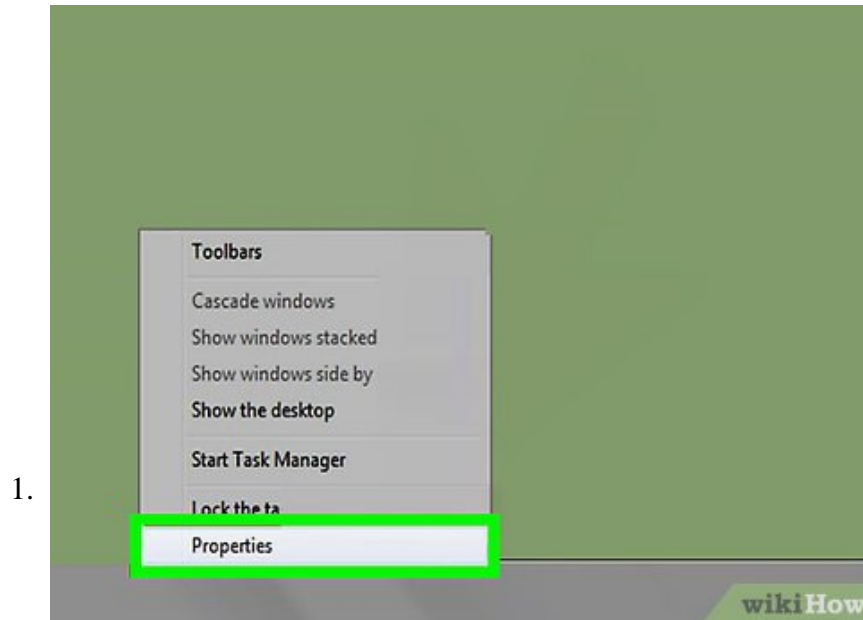 Toolbars
Cascade windows
Show windows stacked
Show windows side by
Show the desktop
Start Task Manager
1.
Lock the ta
Properties
wikiHow